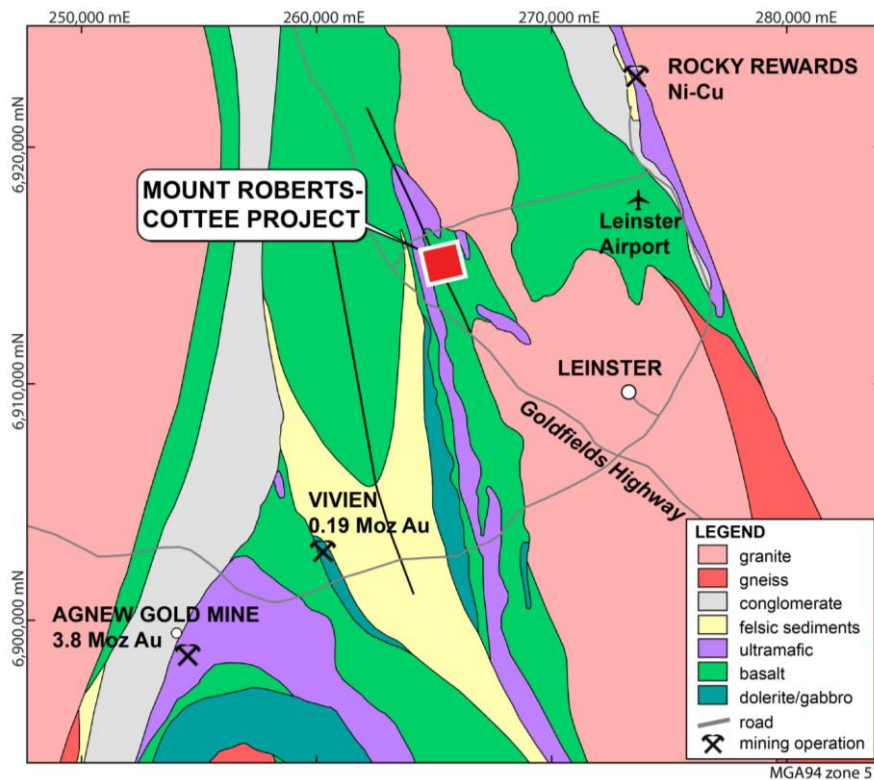 250,000 mE
260,000 mE
270,000 mE
280,000 mE
ROCKY REWARDS
Ni-Cu
6,920,000 mN
MOUNT ROBERTS-
COTTEE PROJECT
Leinster
Airport
6,910,000 mN
LEINSTER
Goldfields Highway
VIVIEN
0.19 Moz Au
AGNEW GOLD MINE
3.8 Moz Au
6,900,000 mN
LEGEND
granite
gneiss
conglomerate
felsic sediments
ultramafic
basalt
dolerite/gabbro
road
mining operation
MGA94 zone 5